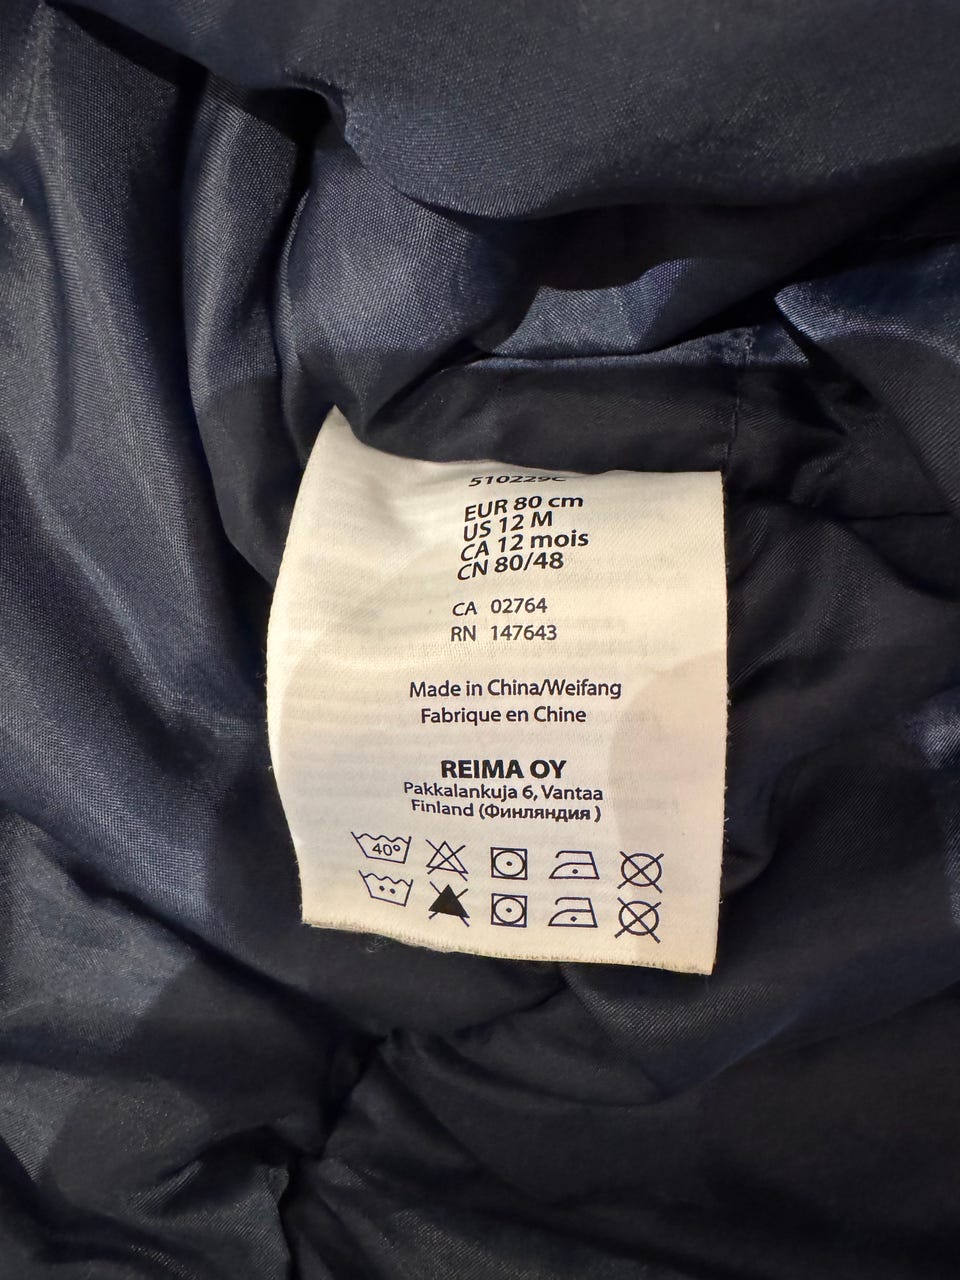 510229C
EUR 80 cm
US 12 M
CA 12 mois
CN 80/48
CA 02764
RN 147643
Made in China/Weifang
Fabrique en Chine
REIMA OY
Pakkalankuja 6, Vantaa
Finland (Финляндия )
40°